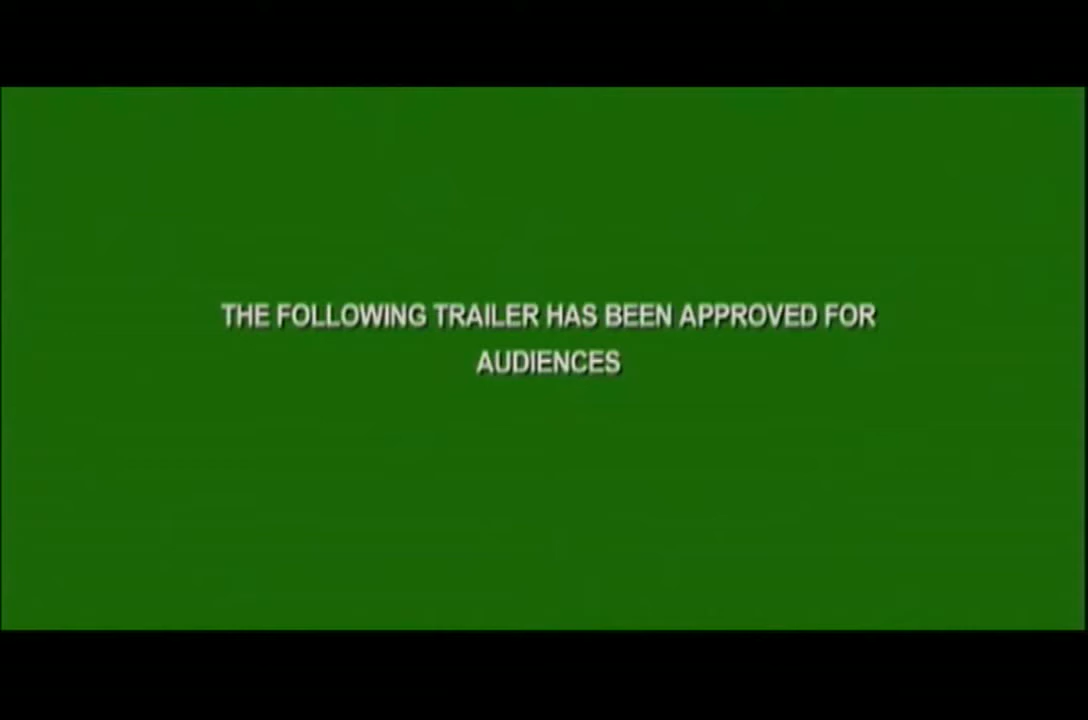 THE FOLLOWING TRAILER HAS BEEN APPROVED FOR
AUDIENCES